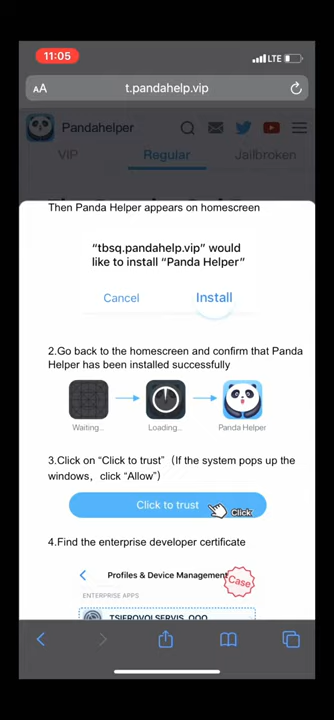 11:05
LTE
AA
t.pandahelp.vip
Pandahelper
VIP
Regular
Jailbroken
Then Panda Helper appears on homescreen
“tbsq.pandahelp.vip” would
like to install “Panda Helper”
Cancel
Install
2.Go back to the homescreen and confirm that Panda
Helper has been installed successfully
Waiting...
Loading...
Panda Helper
3.Click on “Click to trust”（If the system pops up the
windows，click “Allow”）
Click to trust
Click
4.Find the enterprise developer certificate
Profiles & Device Management
Case
ENTERPRISE APPS